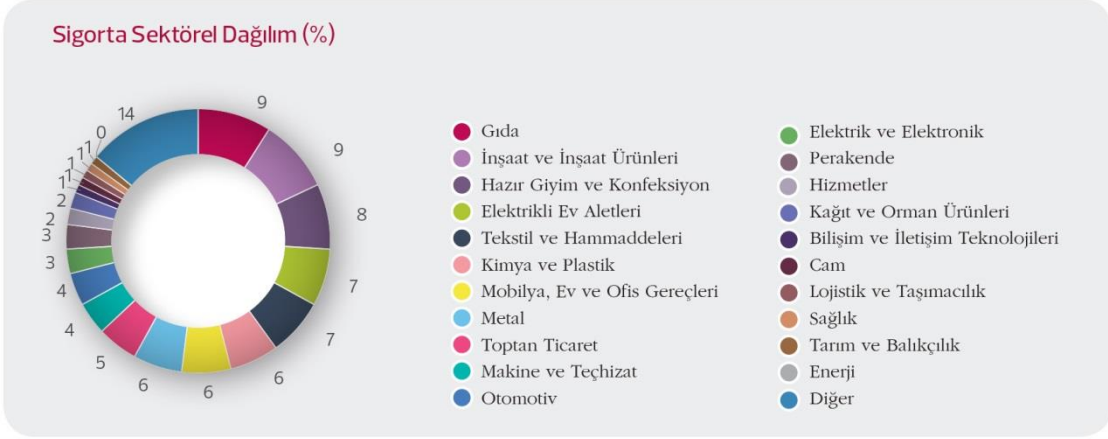 Sigorta Sektörel Dağılım (%)
14
9
9
8
7
7
6
6
6
5
4
4
3
3
2
2
1
1
1
1
1
0
Gıda
İnşaat ve İnşaat Ürünleri
Hazır Giyim ve Konfeksiyon
Elektrikli Ev Aletleri
Tekstil ve Hammaddeleri
Kimya ve Plastik
Mobilya, Ev ve Ofis Gereçleri
Metal
Toptan Ticaret
Makine ve Teçhizat
Otomotiv
Elektrik ve Elektronik
Perakende
Hizmetler
Kağıt ve Orman Ürünleri
Bilişim ve İletişim Teknolojileri
Cam
Lojistik ve Taşımacılık
Sağlık
Tarım ve Balıkçılık
Enerji
Diğer